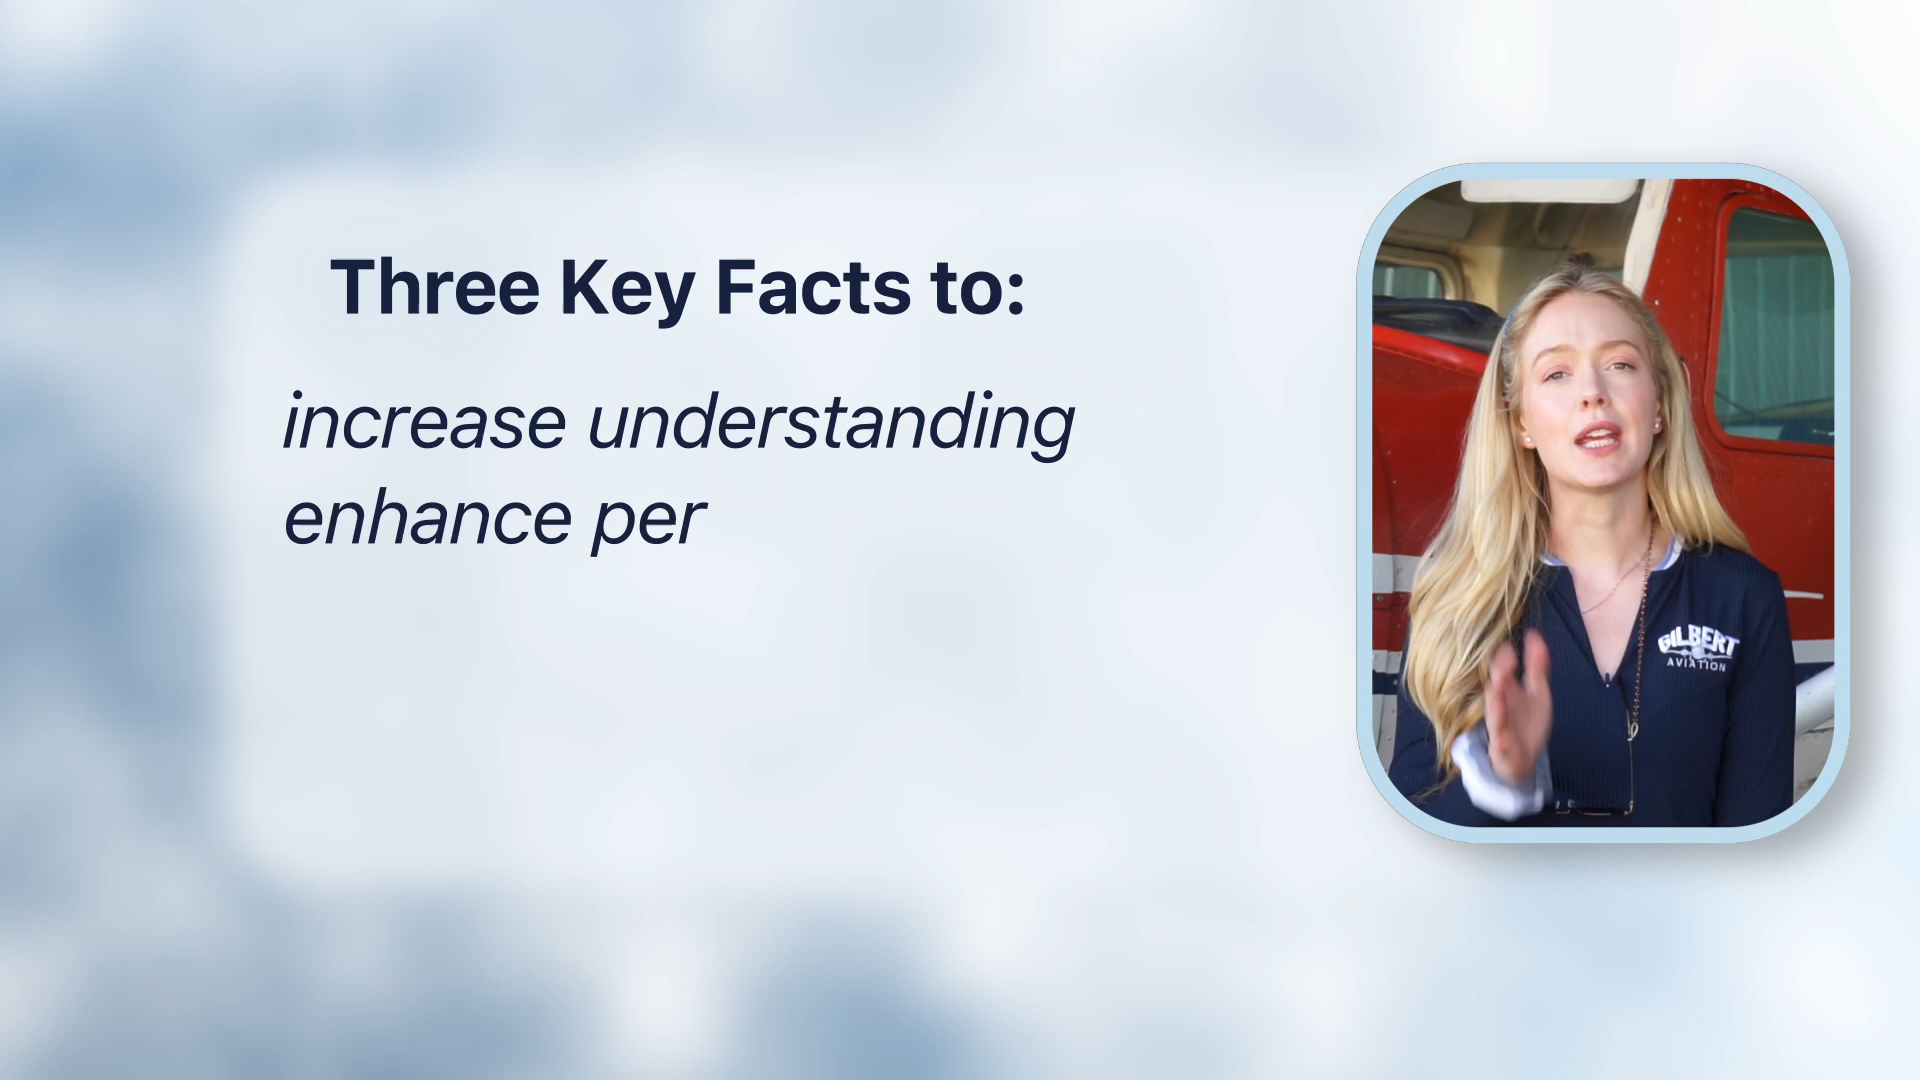 Three Key Facts to:
increase understanding
enhance per
GILBERT
AVIATION